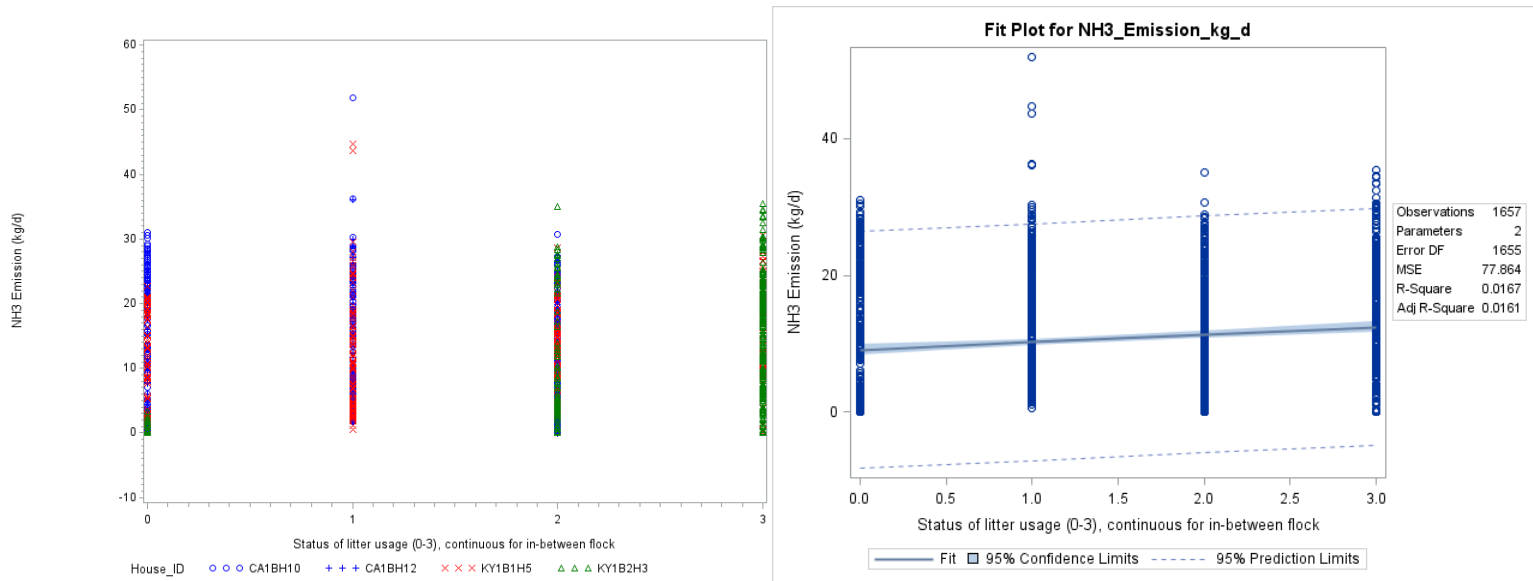 60
50
40
30
20
10
0
-10
NH3 Emission (kg/d)
0 1 2 3
Status of litter usage (0-3), continuous for in-between flock
House_ID CA1BH10 CA1BH12 KY1B1H5 KY1B2H3
Fit Plot for NH3_Emission_kg_d
40
20
0
NH3 Emission (kg/d)
0.0 0.5 1.0 1.5 2.0 2.5 3.0
Status of litter usage (0-3), continuous for in-between flock
Observations 1657
Parameters 2
Error DF 1655
MSE 77.864
R-Square 0.0167
Adj R-Square 0.0161
Fit 95% Confidence Limits 95% Prediction Limits